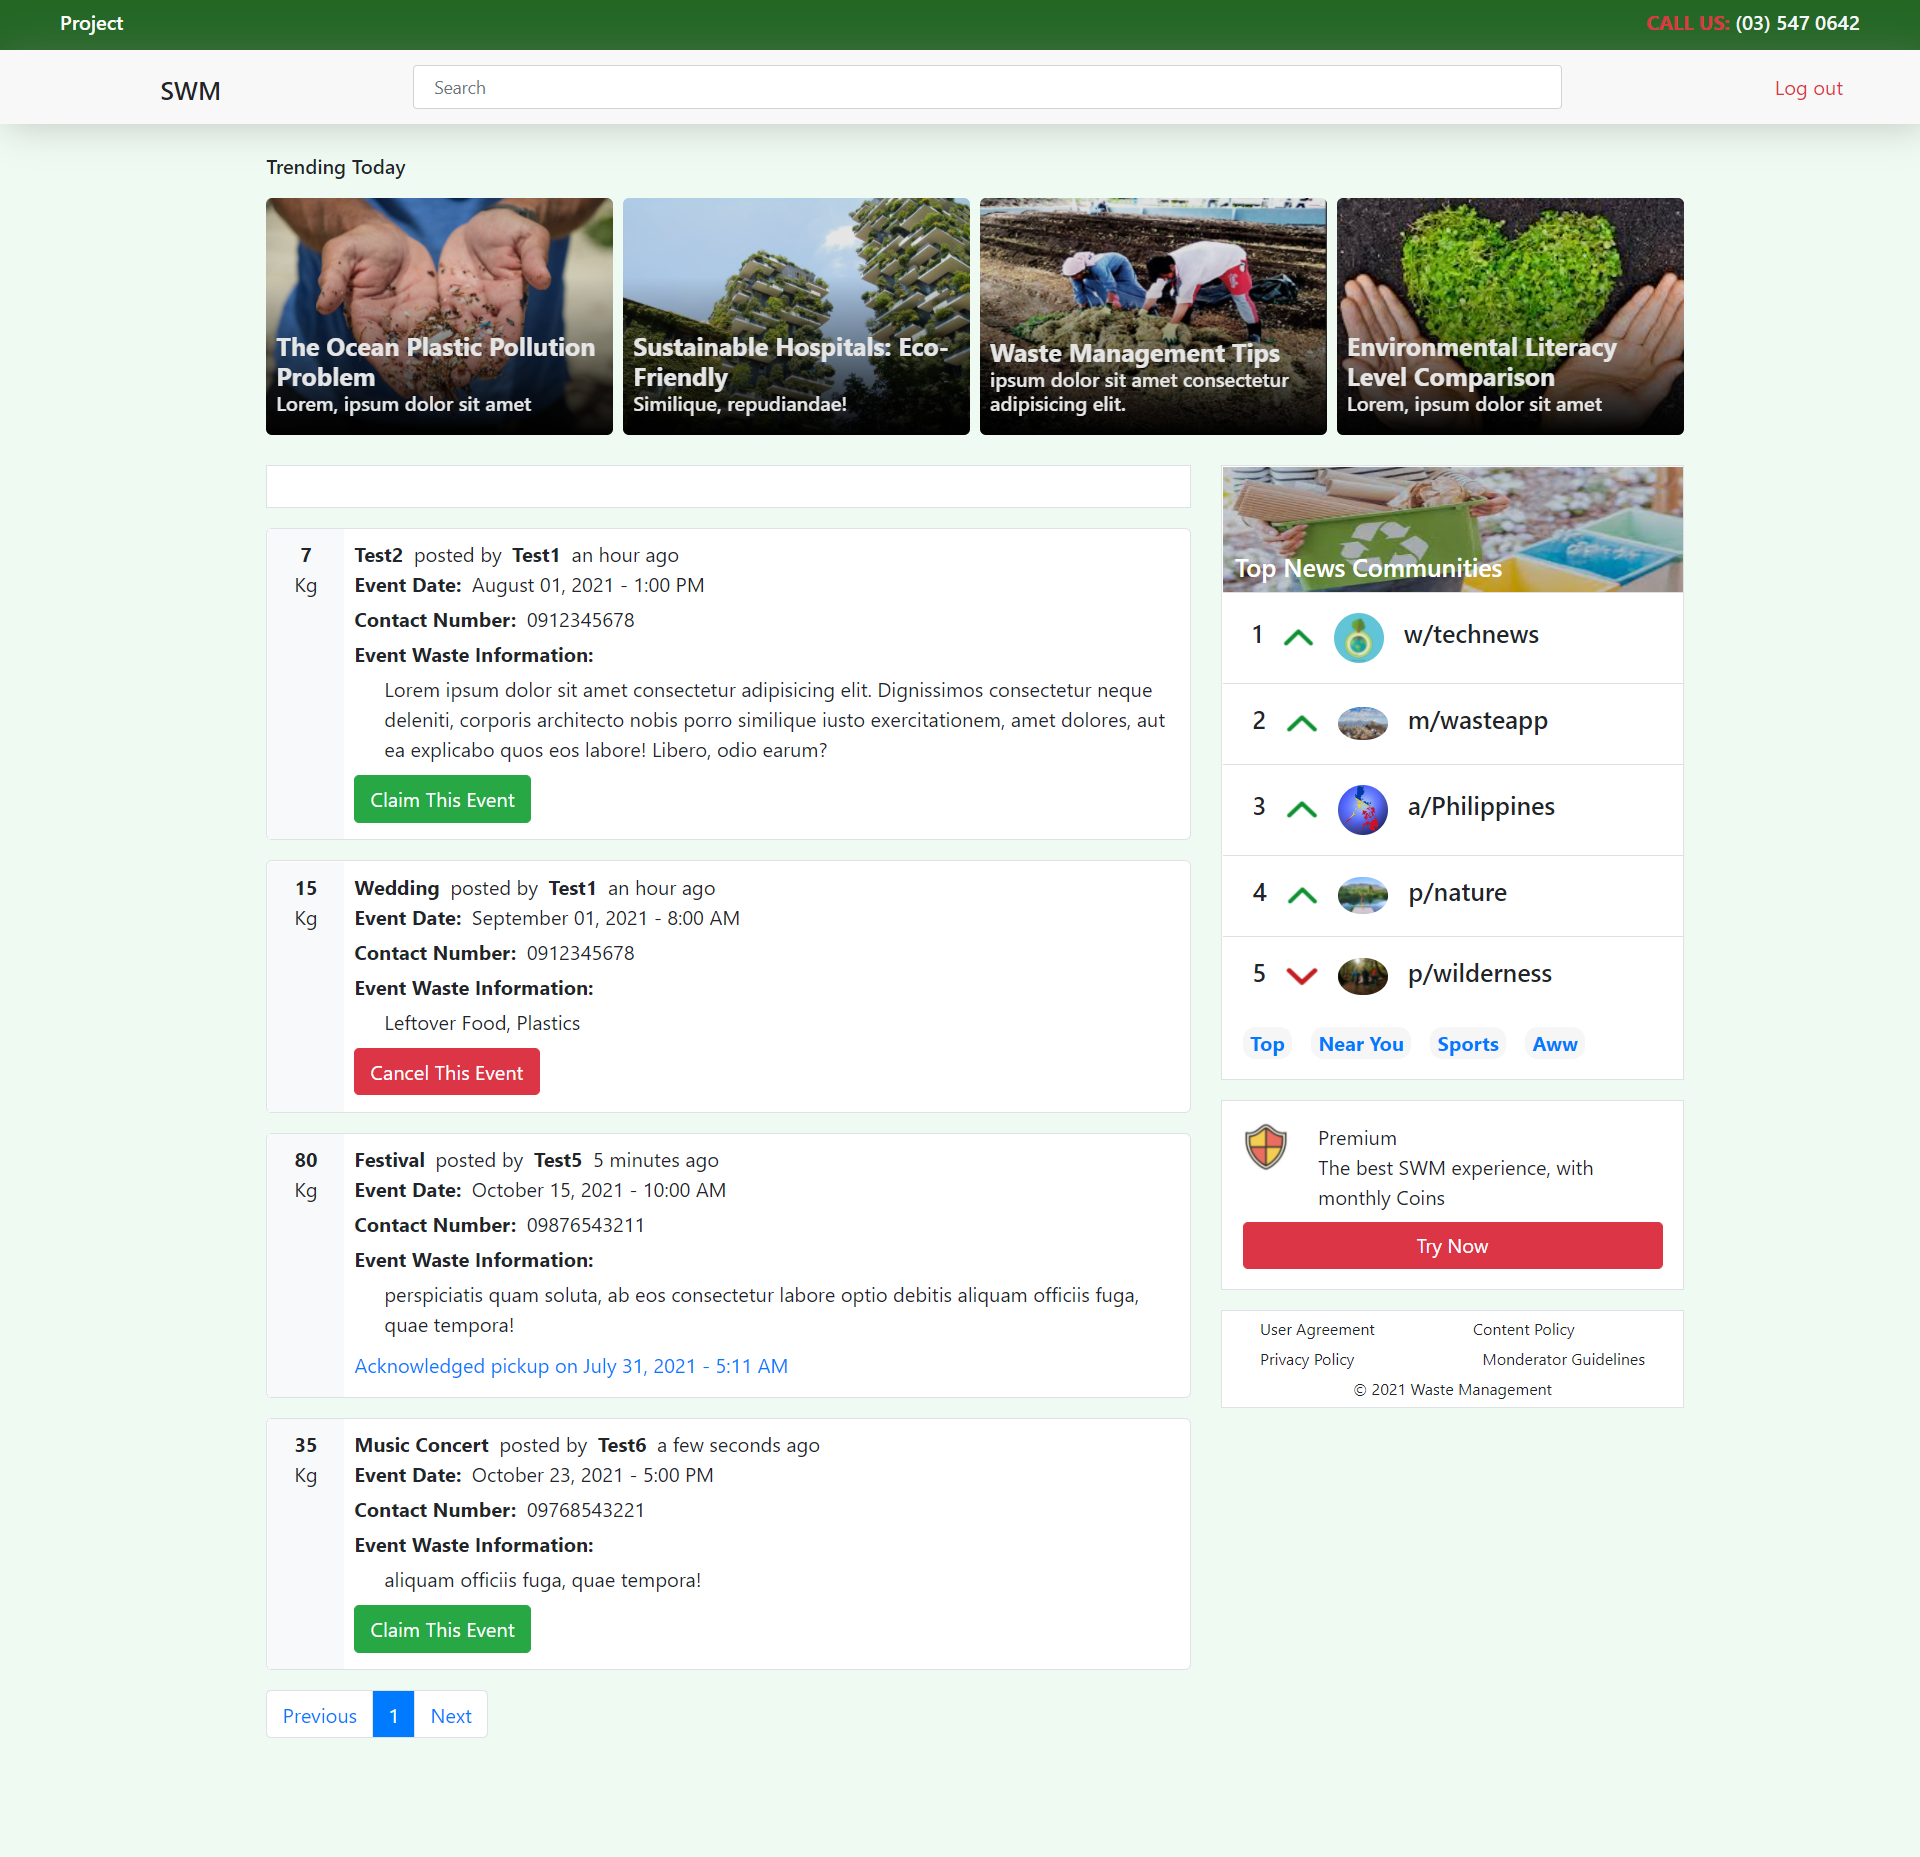 Project
CALL US: (03) 547 0642
SWM
Search
Log out
Trending Today
The Ocean Plastic Pollution
Problem
Lorem, ipsum dolor sit amet
Sustainable Hospitals: Eco-
Friendly
Similique, repudiandae!
Waste Management Tips
ipsum dolor sit amet consectetur
adipisicing elit.
Environmental Literacy
Level Comparison
Lorem, ipsum dolor sit amet
7
Kg
Test2 posted by Test1 an hour ago
Event Date: August 01, 2021 - 1:00 PM
Contact Number: 0912345678
Event Waste Information:
Lorem ipsum dolor sit amet consectetur adipisicing elit. Dignissimos consectetur neque
deleniti, corporis architecto nobis porro similique iusto exercitationem, amet dolores, aut
ea explicabo quos eos labore! Libero, odio earum?
Claim This Event
15
Kg
Wedding posted by Test1 an hour ago
Event Date: September 01, 2021 - 8:00 AM
Contact Number: 0912345678
Event Waste Information:
Leftover Food, Plastics
Cancel This Event
80
Kg
Festival posted by Test5 5 minutes ago
Event Date: October 15, 2021 - 10:00 AM
Contact Number: 09876543211
Event Waste Information:
perspiciatis quam soluta, ab eos consectetur labore optio debitis aliquam officiis fuga,
quae tempora!
Acknowledged pickup on July 31, 2021 - 5:11 AM
35
Kg
Music Concert posted by Test6 a few seconds ago
Event Date: October 23, 2021 - 5:00 PM
Contact Number: 09768543221
Event Waste Information:
aliquam officiis fuga, quae tempora!
Claim This Event
Previous 1 Next
Top News Communities
1 w/technews
2 m/wasteapp
3 a/Philippines
4 p/nature
5 p/wilderness
Top Near You Sports Aww
Premium
The best SWM experience, with
monthly Coins
Try Now
User Agreement Content Policy
Privacy Policy Monderator Guidelines
© 2021 Waste Management